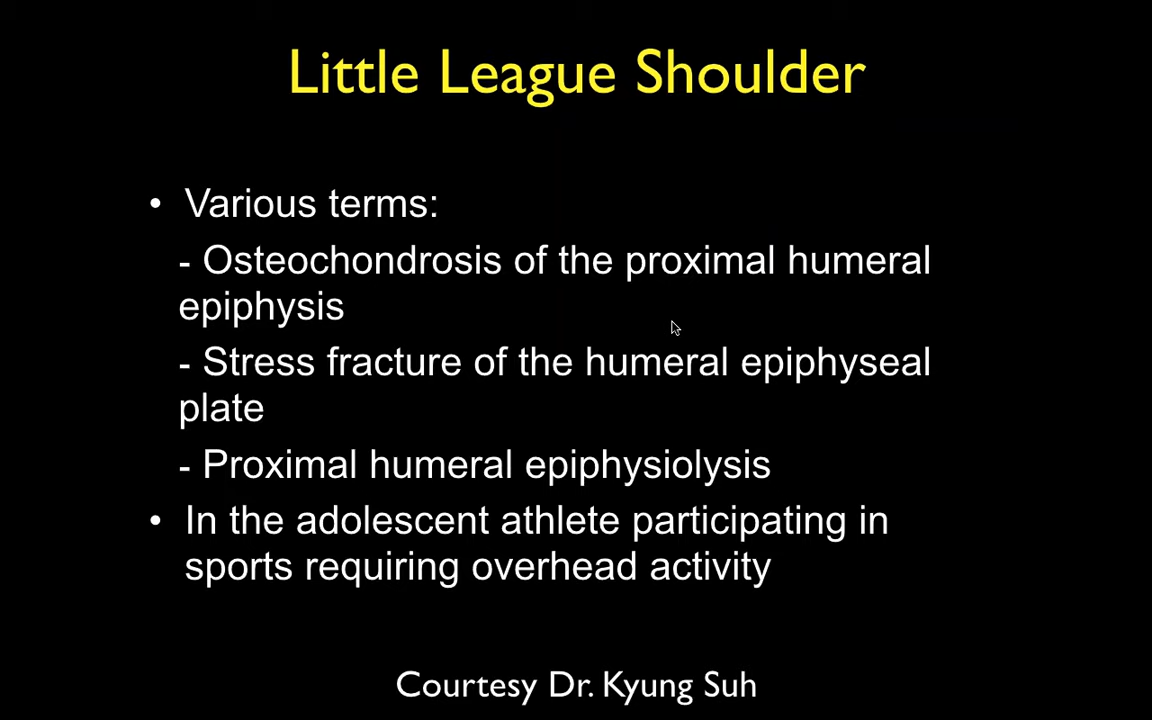 Little League Shoulder
• Various terms:
- Osteochondrosis of the proximal humeral
epiphysis
- Stress fracture of the humeral epiphyseal
plate
- Proximal humeral epiphysiolysis
• In the adolescent athlete participating in
sports requiring overhead activity
Courtesy Dr. Kyung Suh